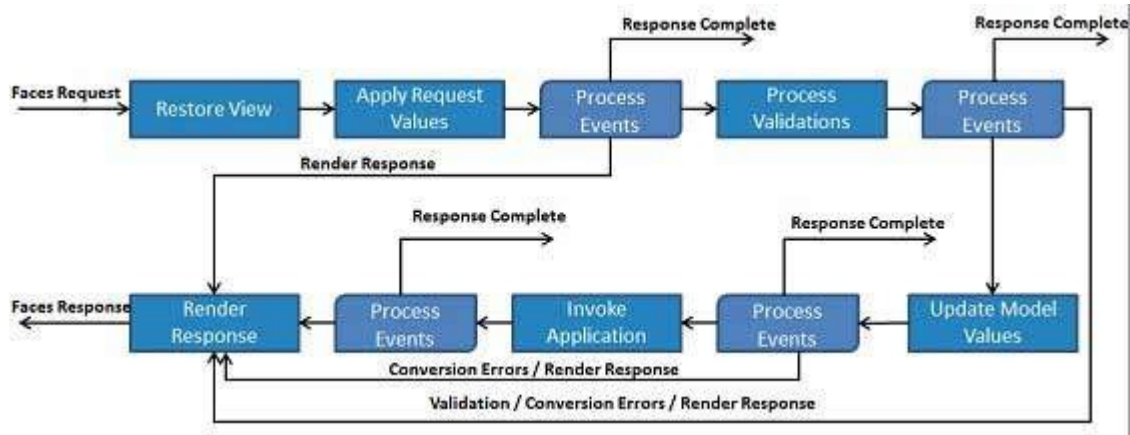 Response Complete
Response Complete
Faces Request
Restore View
Apply Request
Values
Process
Events
Process
Validations
Process
Events
Render Response
Response Complete
Response Complete
Faces Response
Render
Response
Process
Events
Invoke
Application
Process
Events
Update Model
Values
Conversion Errors / Render Response
Validation / Conversion Errors / Render Response